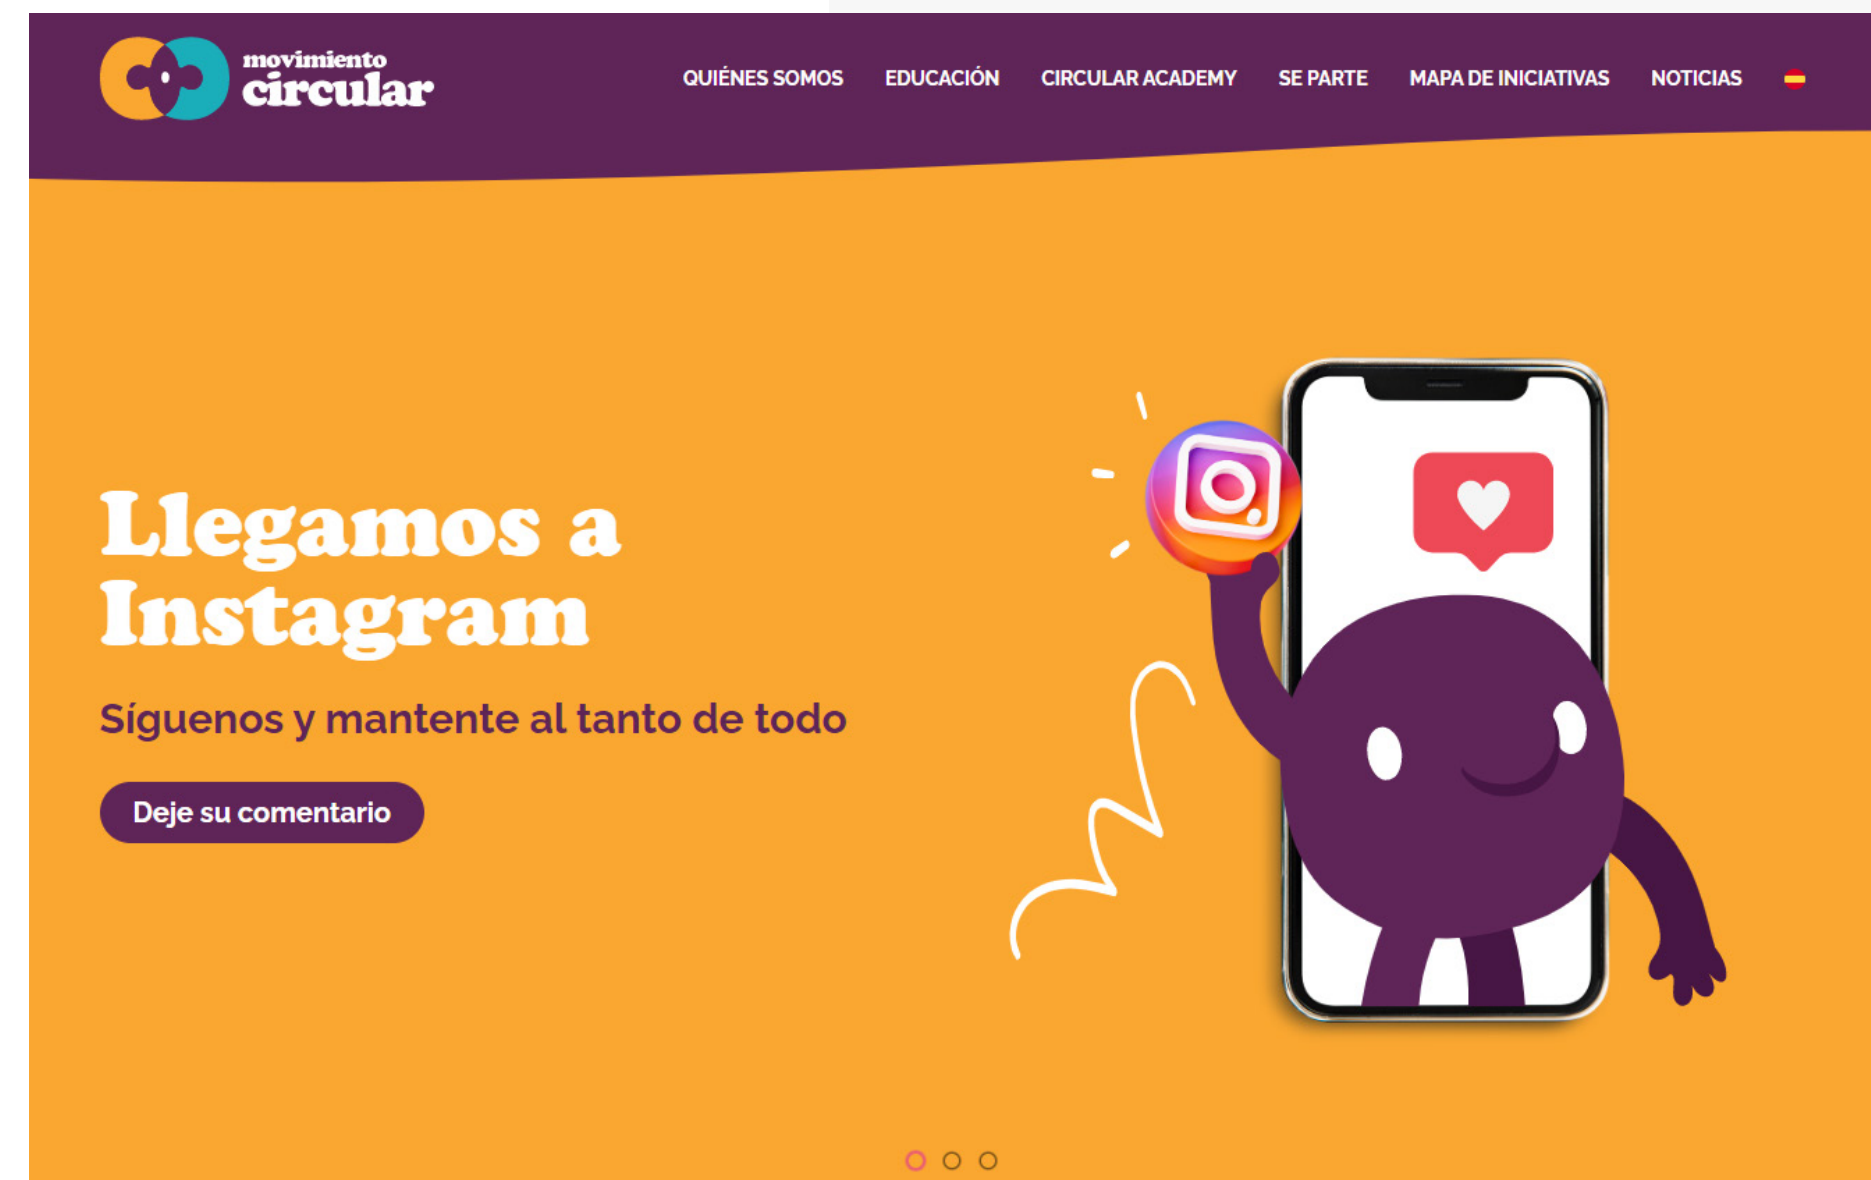 movimiento
circular
QUIÉNES SOMOS EDUCACIÓN CIRCULAR ACADEMY SE PARTE MAPA DE INICIATIVAS NOTICIAS
Llegamos a
Instagram
Síguenos y mantente al tanto de todo
Deje su comentario